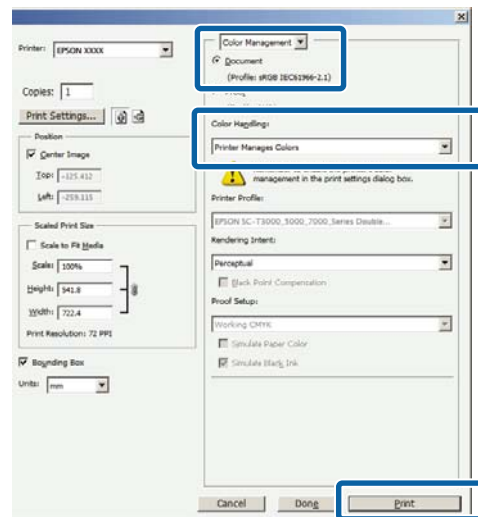 Printer: EPSON XXXX
Copies: 1
Print Settings...
Position
Center Image
Top: -125.412
Left: -259.115
Scaled Print Size
Scale to Fit Media
Scale: 100%
Height: 541.8
Width: 722.4
Print Resolution: 72 PPI
Bounding Box
Units: mm
Color Management
Document
(Profile: sRGB IEC61966-2.1)
Color Handling:
Printer Manages Colors
management in the print settings dialog box.
Printer Profile:
EPSON SC-T3000_5000_7000_Series Double...
Rendering Intent:
Perceptual
Black Point Compensation
Proof Setup:
Working CMYK
Simulate Paper Color
Simulate Black Ink
Cancel
Done
Print